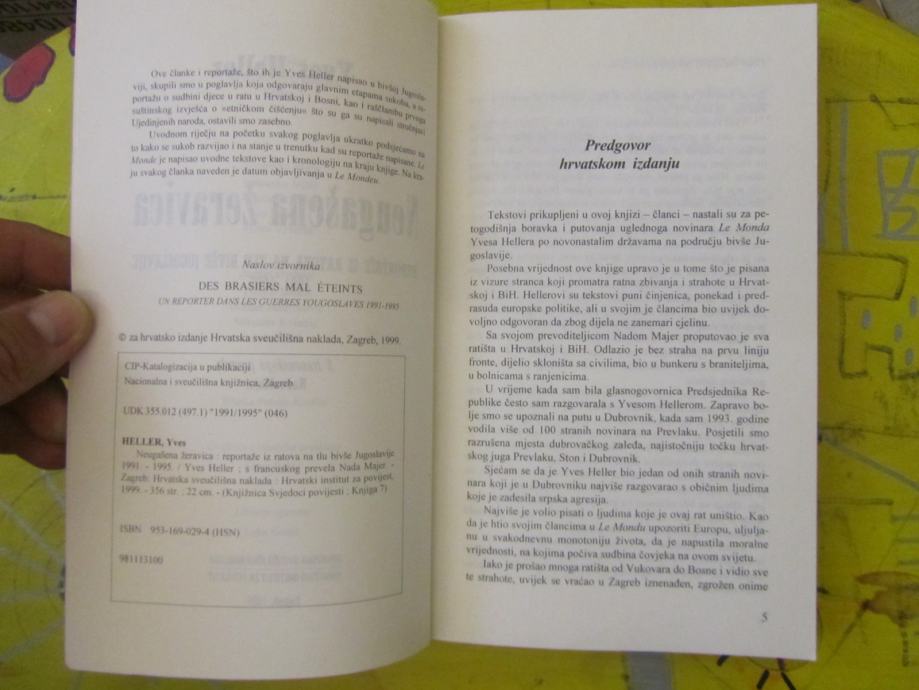 Ove članke i reportaže, što ih je Yves Heller napisao u bivšoj Jugosla-
viji, skupili smo u poglavlja koja odgovaraju glavnim etapama sukoba, a re-
portažu o sudbini djece u ratu u Hrvatskoj i Bosni, kao i raščlambu prvoga
suštinskog izvješća o »etničkom čišćenju« što su ga su napisali stručnjaci
Ujedinjenih naroda, ostavili smo zasebno.
Uvodnom riječju na početku svakog poglavlja ukratko podsjećamo na
to kako se sukob razvijao i na stanje u trenutku kad su reportaže napisane. Le
Monde je napisao uvodne tekstove kao i kronologiju na kraju knjige. Na kra-
ju svakog članka naveden je datum objavljivanja u Le Mondeu.
Naslov izvornika
DES BRASIERS MAL ÉTEINTS
UN REPORTER DANS LES GUERRES YOUGOSLAVES 1991-1995
© za hrvatsko izdanje Hrvatska sveučilišna naklada, Zagreb, 1999.
CIP-Katalogizacija u publikaciji
Nacionalna i sveučilišna knjižnica, Zagreb
UDK 355.012 (497.1) "1991/1995" (046)
HELLER, Yves
Neugašena žeravica : reportaže iz ratova na tlu bivše Jugoslavije
1991. - 1995. / Yves Heller ; s francuskog prevela Nada Majer. -
Zagreb: Hrvatska sveučilišna naklada : Hrvatski institut za povijest,
1999. - 356 str. ; 22 cm. - (Knjižnica Svjedoci povijesti ; Knjiga 7)
ISBN 953-169-029-4 (HSN)
981113100
Predgovor
hrvatskom izdanju
Tekstovi prikupljeni u ovoj knjizi – članci – nastali su za pe-
togodišnja boravka i putovanja uglednoga novinara Le Monda
Yvesa Hellera po novonastalim državama na području bivše Ju-
goslavije.
Posebna vrijednost ove knjige upravo je u tome što je pisana
iz vizure stranca koji promatra ratna zbivanja i strahote u Hrvat-
skoj i BiH. Hellerovi su tekstovi puni činjenica, ponekad i pred-
rasuda europske politike, ali u svojim je člancima bio uvijek do-
voljno odgovoran da zbog dijela ne zanemari cjelinu.
Sa svojom prevoditeljicom Nadom Majer proputovao je sva
ratišta u Hrvatskoj i BiH. Odlazio je bez straha na prvu liniju
fronte, dijelio skloništa sa civilima, bio u bunkeru s braniteljima,
u bolnicama s ranjenicima.
U vrijeme kada sam bila glasnogovornica Predsjednika Re-
publike često sam razgovarala s Yvesom Hellerom. Zapravo bo-
lje smo se upoznali na putu u Dubrovnik, kad sam 1993. godine
vodila više od 100 stranih novinara na Prevlaku. Posjetili smo
razrušena mjesta dubrovačkog zaleđa, najistočniju točku hrvat-
skog juga Prevlaku, Ston i Dubrovnik.
Sjećam se da je Yves Heller bio jedan od onih stranih novi-
nara koji je u Dubrovniku najviše razgovarao s običnim ljudima
koje je zadesila srpska agresija.
Najviše je volio pisati o ljudima koje je ovaj rat uništio. Kao
da je htio svojim člancima u Le Mondu upozoriti Europu, uljulja-
nu u svakodnevnu monotoniju života, da je napustila moralne
vrijednosti, na kojima počiva sudbina čovjeka na ovom svijetu.
Iako je prošao mnoga ratišta od Vukovara do Bosne i vidio sve
te strahote, uvijek se vraćao u Zagreb iznenađen, zgrožen onime
5